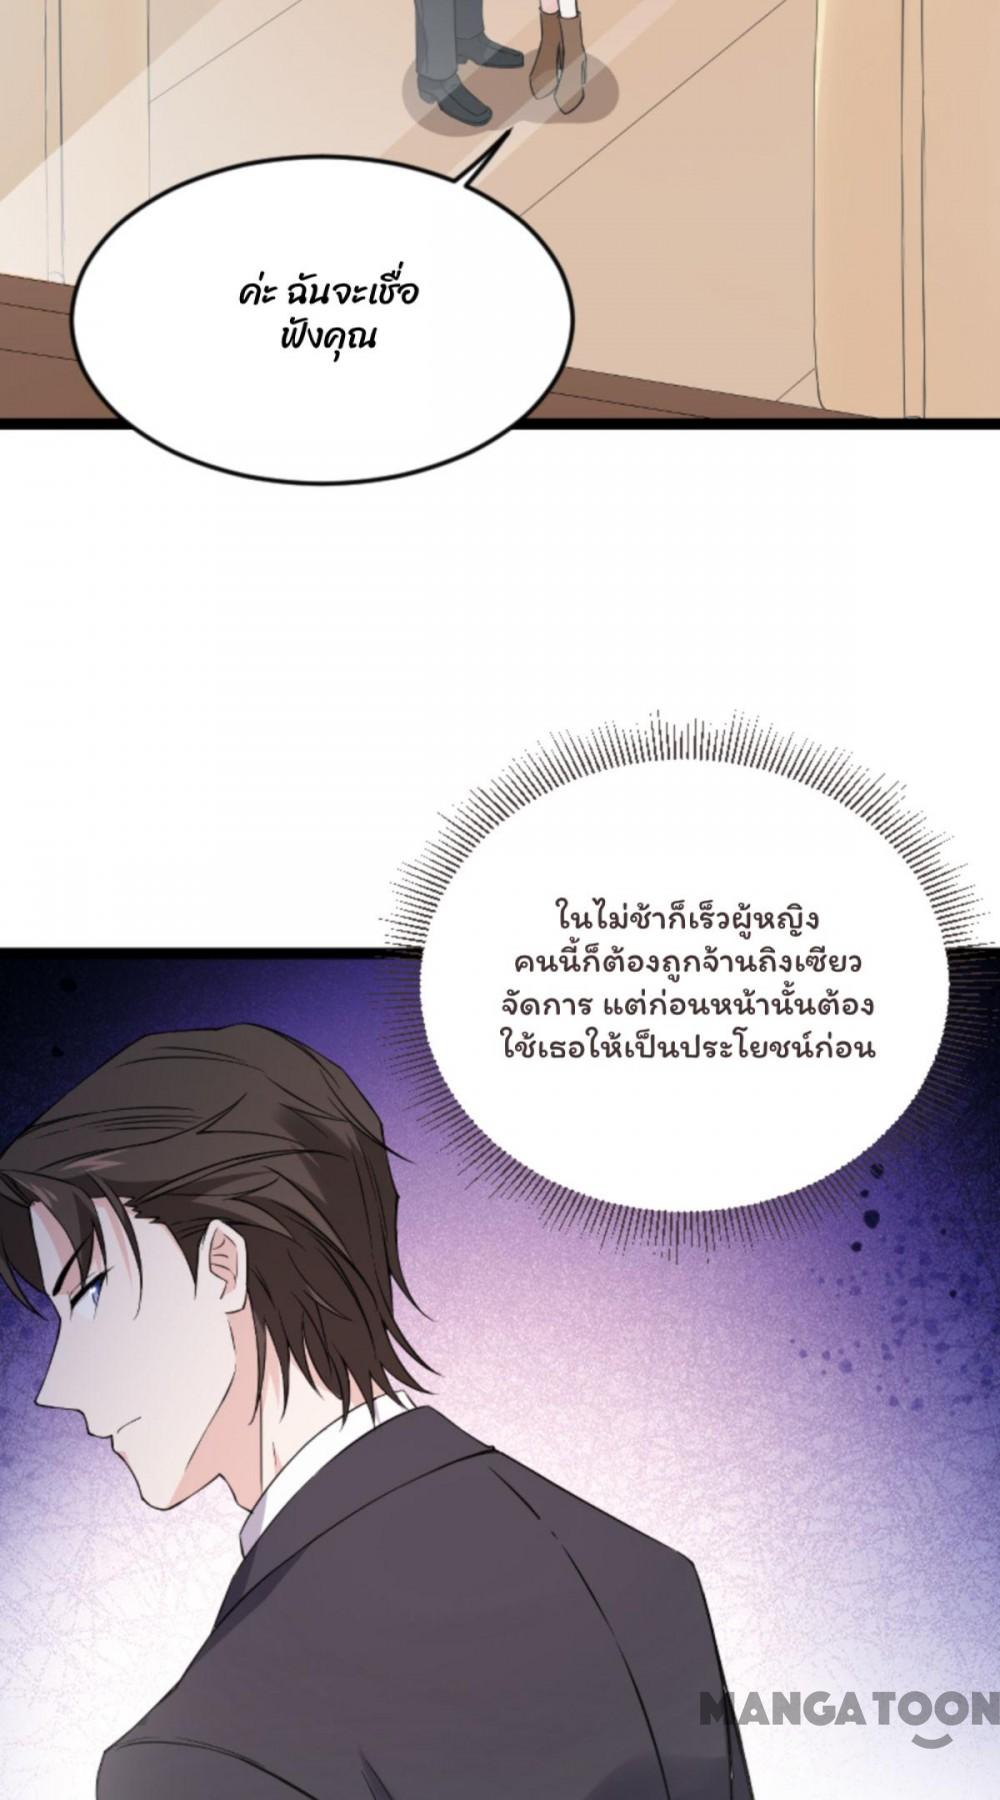 ค่ะ ฉันจะเชื่อ
ฟังคุณ
ในไม่ช้าก็เร็วผู้หญิง
คนนี้ก็ต้องถูกจ้านถิงเซียว
จัดการ แต่ก่อนหน้านั้นต้อง
ใช้เธอให้เป็นประโยชน์ก่อน
MANGATOON